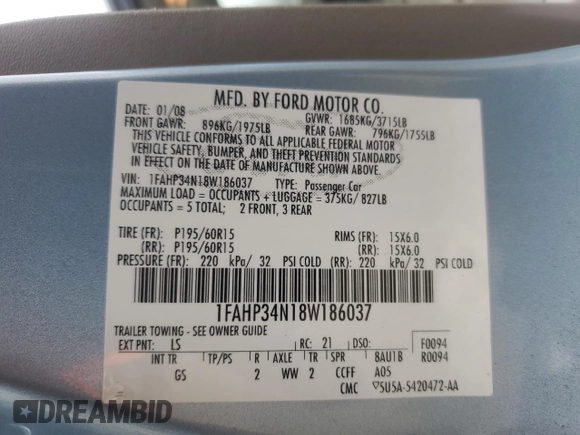 MFD. BY FORD MOTOR CO.
DATE: 01/08 GVWR: 1685KG/3715LB
FRONT GAWR: 896KG/1975LB REAR GAWR: 796KG/1755LB
THIS VEHICLE CONFORMS TO ALL APPLICABLE FEDERAL MOTOR
VEHICLE SAFETY, BUMPER, AND THEFT PREVENTION STANDARDS
IN EFFECT ON THE DATE OF MANUFACTURE SHOWN ABOVE.
VIN: 1FAHP34N18W186037 TYPE: Passenger Car
MAXIMUM LOAD = OCCUPANTS + LUGGAGE = 375KG/ 827LB
OCCUPANTS = 5 TOTAL; 2 FRONT, 3 REAR
TIRE (FR): P195/60R15 RIMS (FR): 15X6.0
(RR): P195/60R15 (RR): 15X6.0
PRESSURE (FR): 220 kPa/ 32 PSI COLD (RR): 220 kPa/ 32 PSI COLD
1FAHP34N18W186037
TRAILER TOWING - SEE OWNER GUIDE
EXT PNT: LS RC: 21 DSO: F0094
INT TR TP/PS R AXLE TR SPR 8AU1B R0094
GS 2 WW 2 CCFF A05
CMC ▽5U5A-5420472-AA
DREAMBID